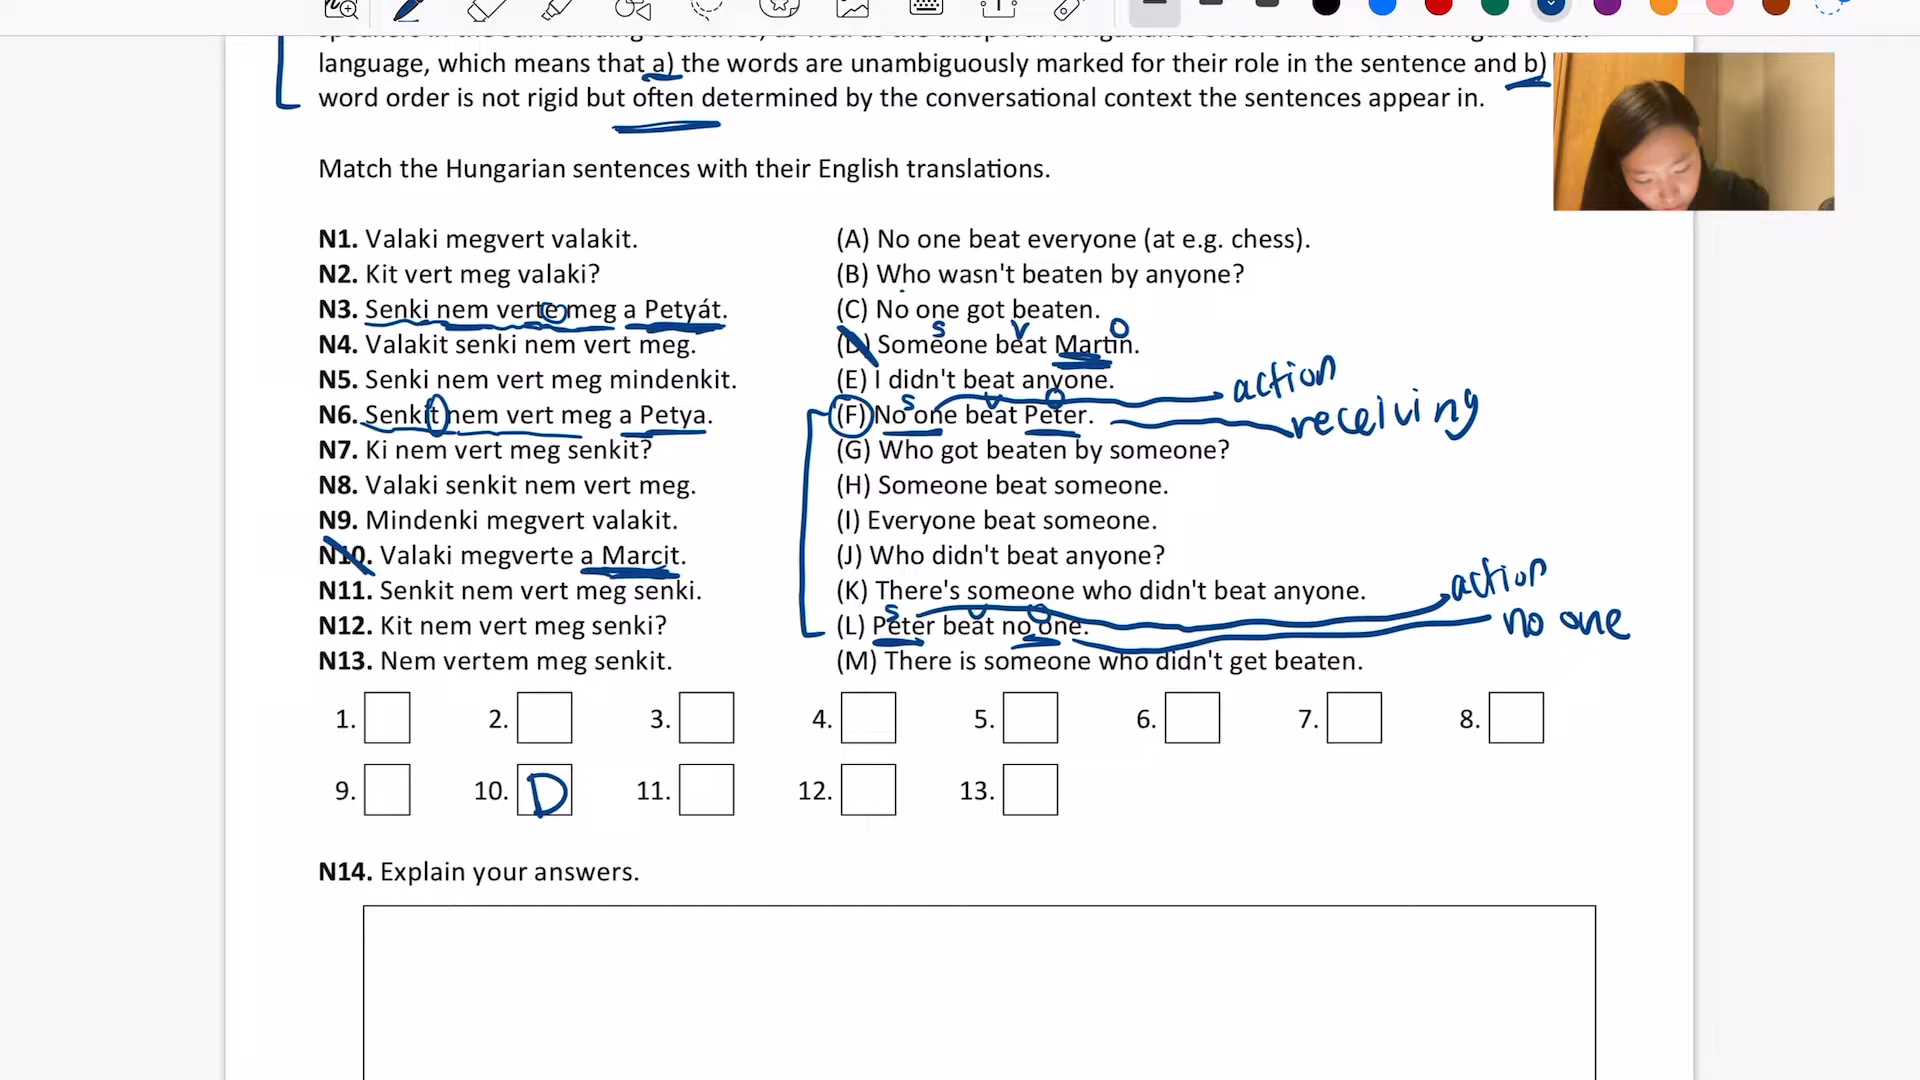 language, which means that a) the words are unambiguously marked for their role in the sentence and b)
word order is not rigid but often determined by the conversational context the sentences appear in.
Match the Hungarian sentences with their English translations.
N1. Valaki megvert valakit.
N2. Kit vert meg valaki?
N3. Senki nem verte meg a Petyát.
N4. Valakit senki nem vert meg.
N5. Senki nem vert meg mindenkit.
N6. Senkit nem vert meg a Petya.
N7. Ki nem vert meg senkit?
N8. Valaki senkit nem vert meg.
N9. Mindenki megvert valakit.
N10. Valaki megverte a Marcit.
N11. Senkit nem vert meg senki.
N12. Kit nem vert meg senki?
N13. Nem vertem meg senkit.
(A) No one beat everyone (at e.g. chess).
(B) Who wasn't beaten by anyone?
(C) No one got beaten.
S V O
(D) Someone beat Martin.
(E) I didn't beat anyone.
action
S V O
(F) No one beat Peter.
receiving
(G) Who got beaten by someone?
(H) Someone beat someone.
(I) Everyone beat someone.
(J) Who didn't beat anyone?
(K) There's someone who didn't beat anyone.
action
S V O
(L) Peter beat no one.
no one
(M) There is someone who didn't get beaten.
1. 2. 3. 4. 5. 6. 7. 8.
9. 10. D 11. 12. 13.
N14. Explain your answers.